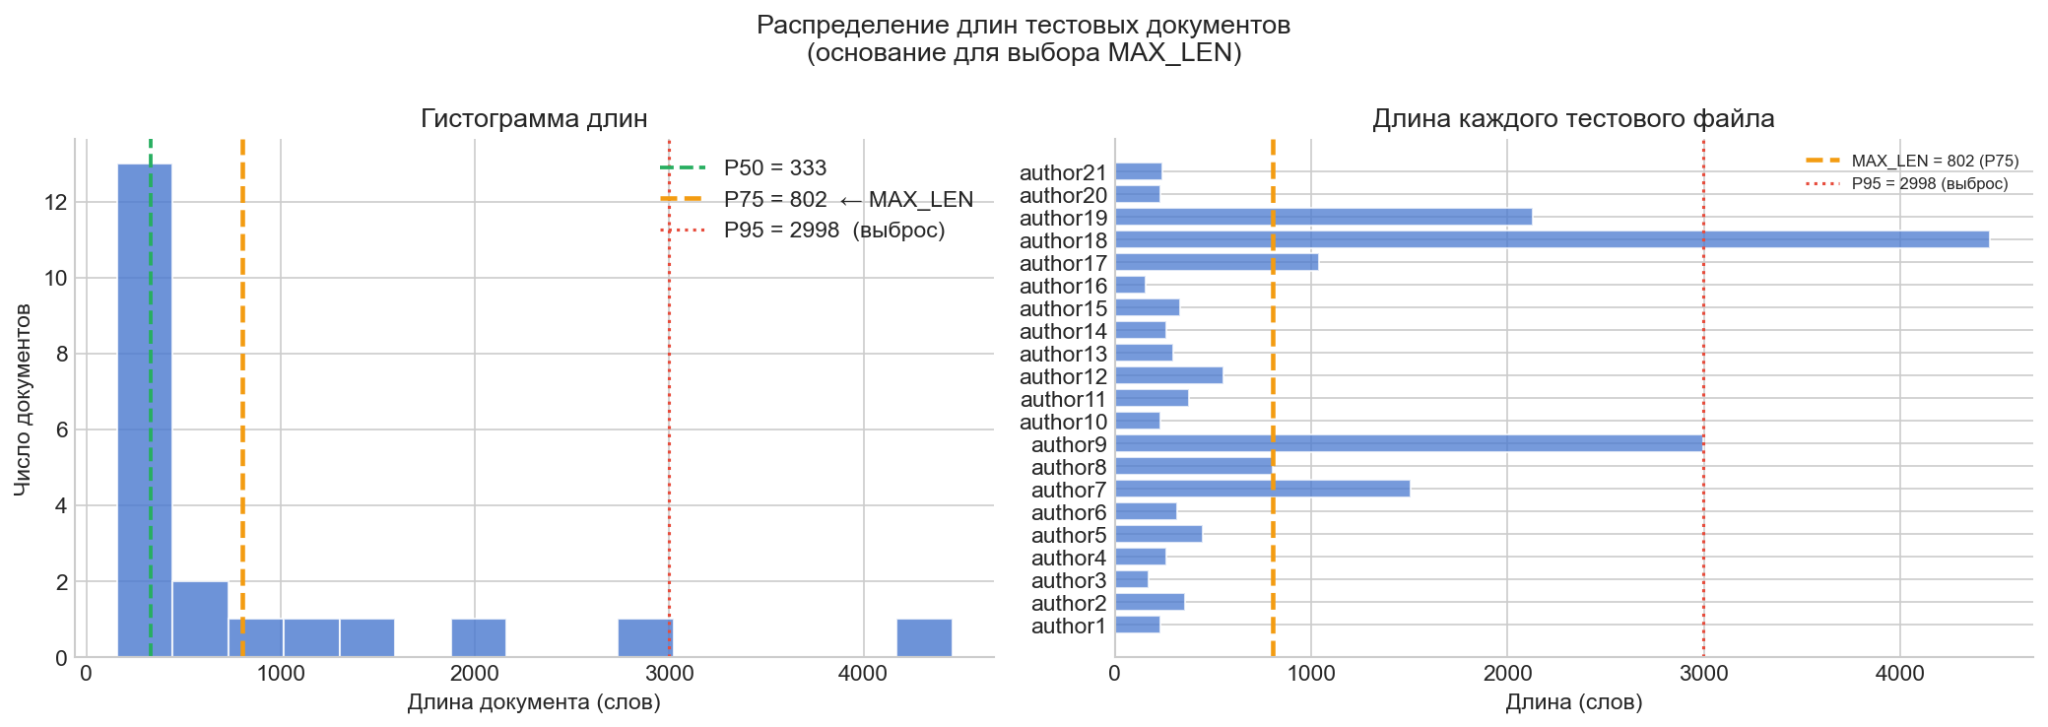 Распределение длин тестовых документов
(основание для выбора MAX_LEN)
Гистограмма длин
P50 = 333
P75 = 802 ← MAX_LEN
P95 = 2998 (выброс)
Число документов
12
10
8
6
4
2
0
0 1000 2000 3000 4000
Длина документа (слов)
Длина каждого тестового файла
MAX_LEN = 802 (P75)
P95 = 2998 (выброс)
author21
author20
author19
author18
author17
author16
author15
author14
author13
author12
author11
author10
author9
author8
author7
author6
author5
author4
author3
author2
author1
0 1000 2000 3000 4000
Длина (слов)